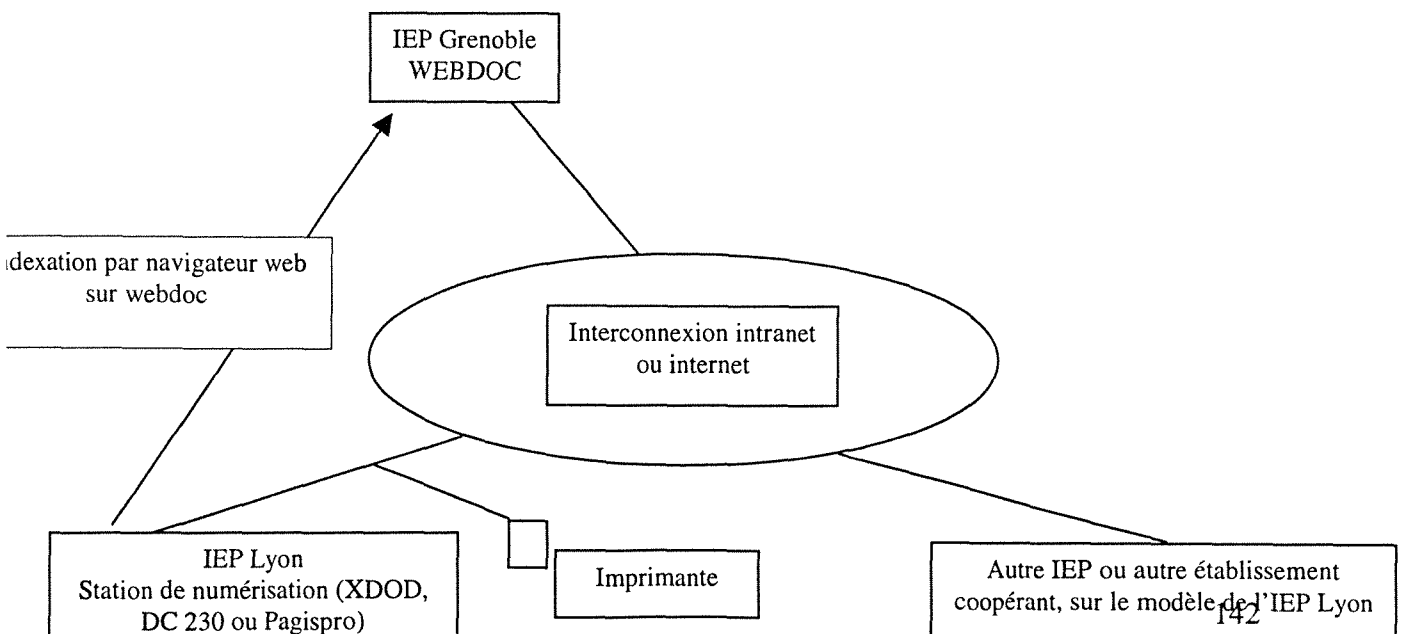 IEP Grenoble
WEBDOC
dexation par navigateur web
sur webdoc
Interconnexion intranet
ou internet
IEP Lyon
Station de numérisation (XDOD,
DC 230 ou Pagispro)
Imprimante
Autre IEP ou autre établissement
coopérant, sur le modèle de l'IEP Lyon
142